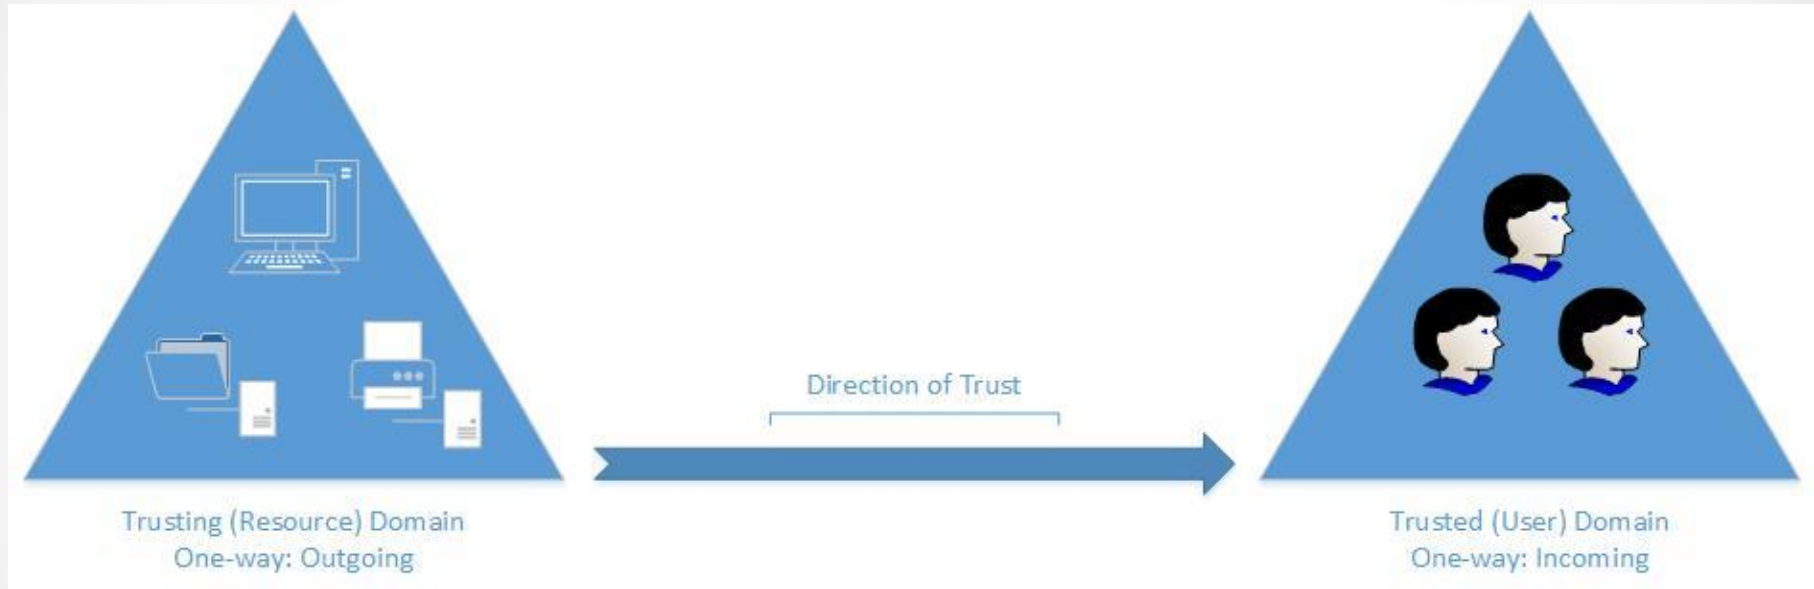 Direction of Trust
Trusting (Resource) Domain
One-way: Outgoing
Trusted (User) Domain
One-way: Incoming